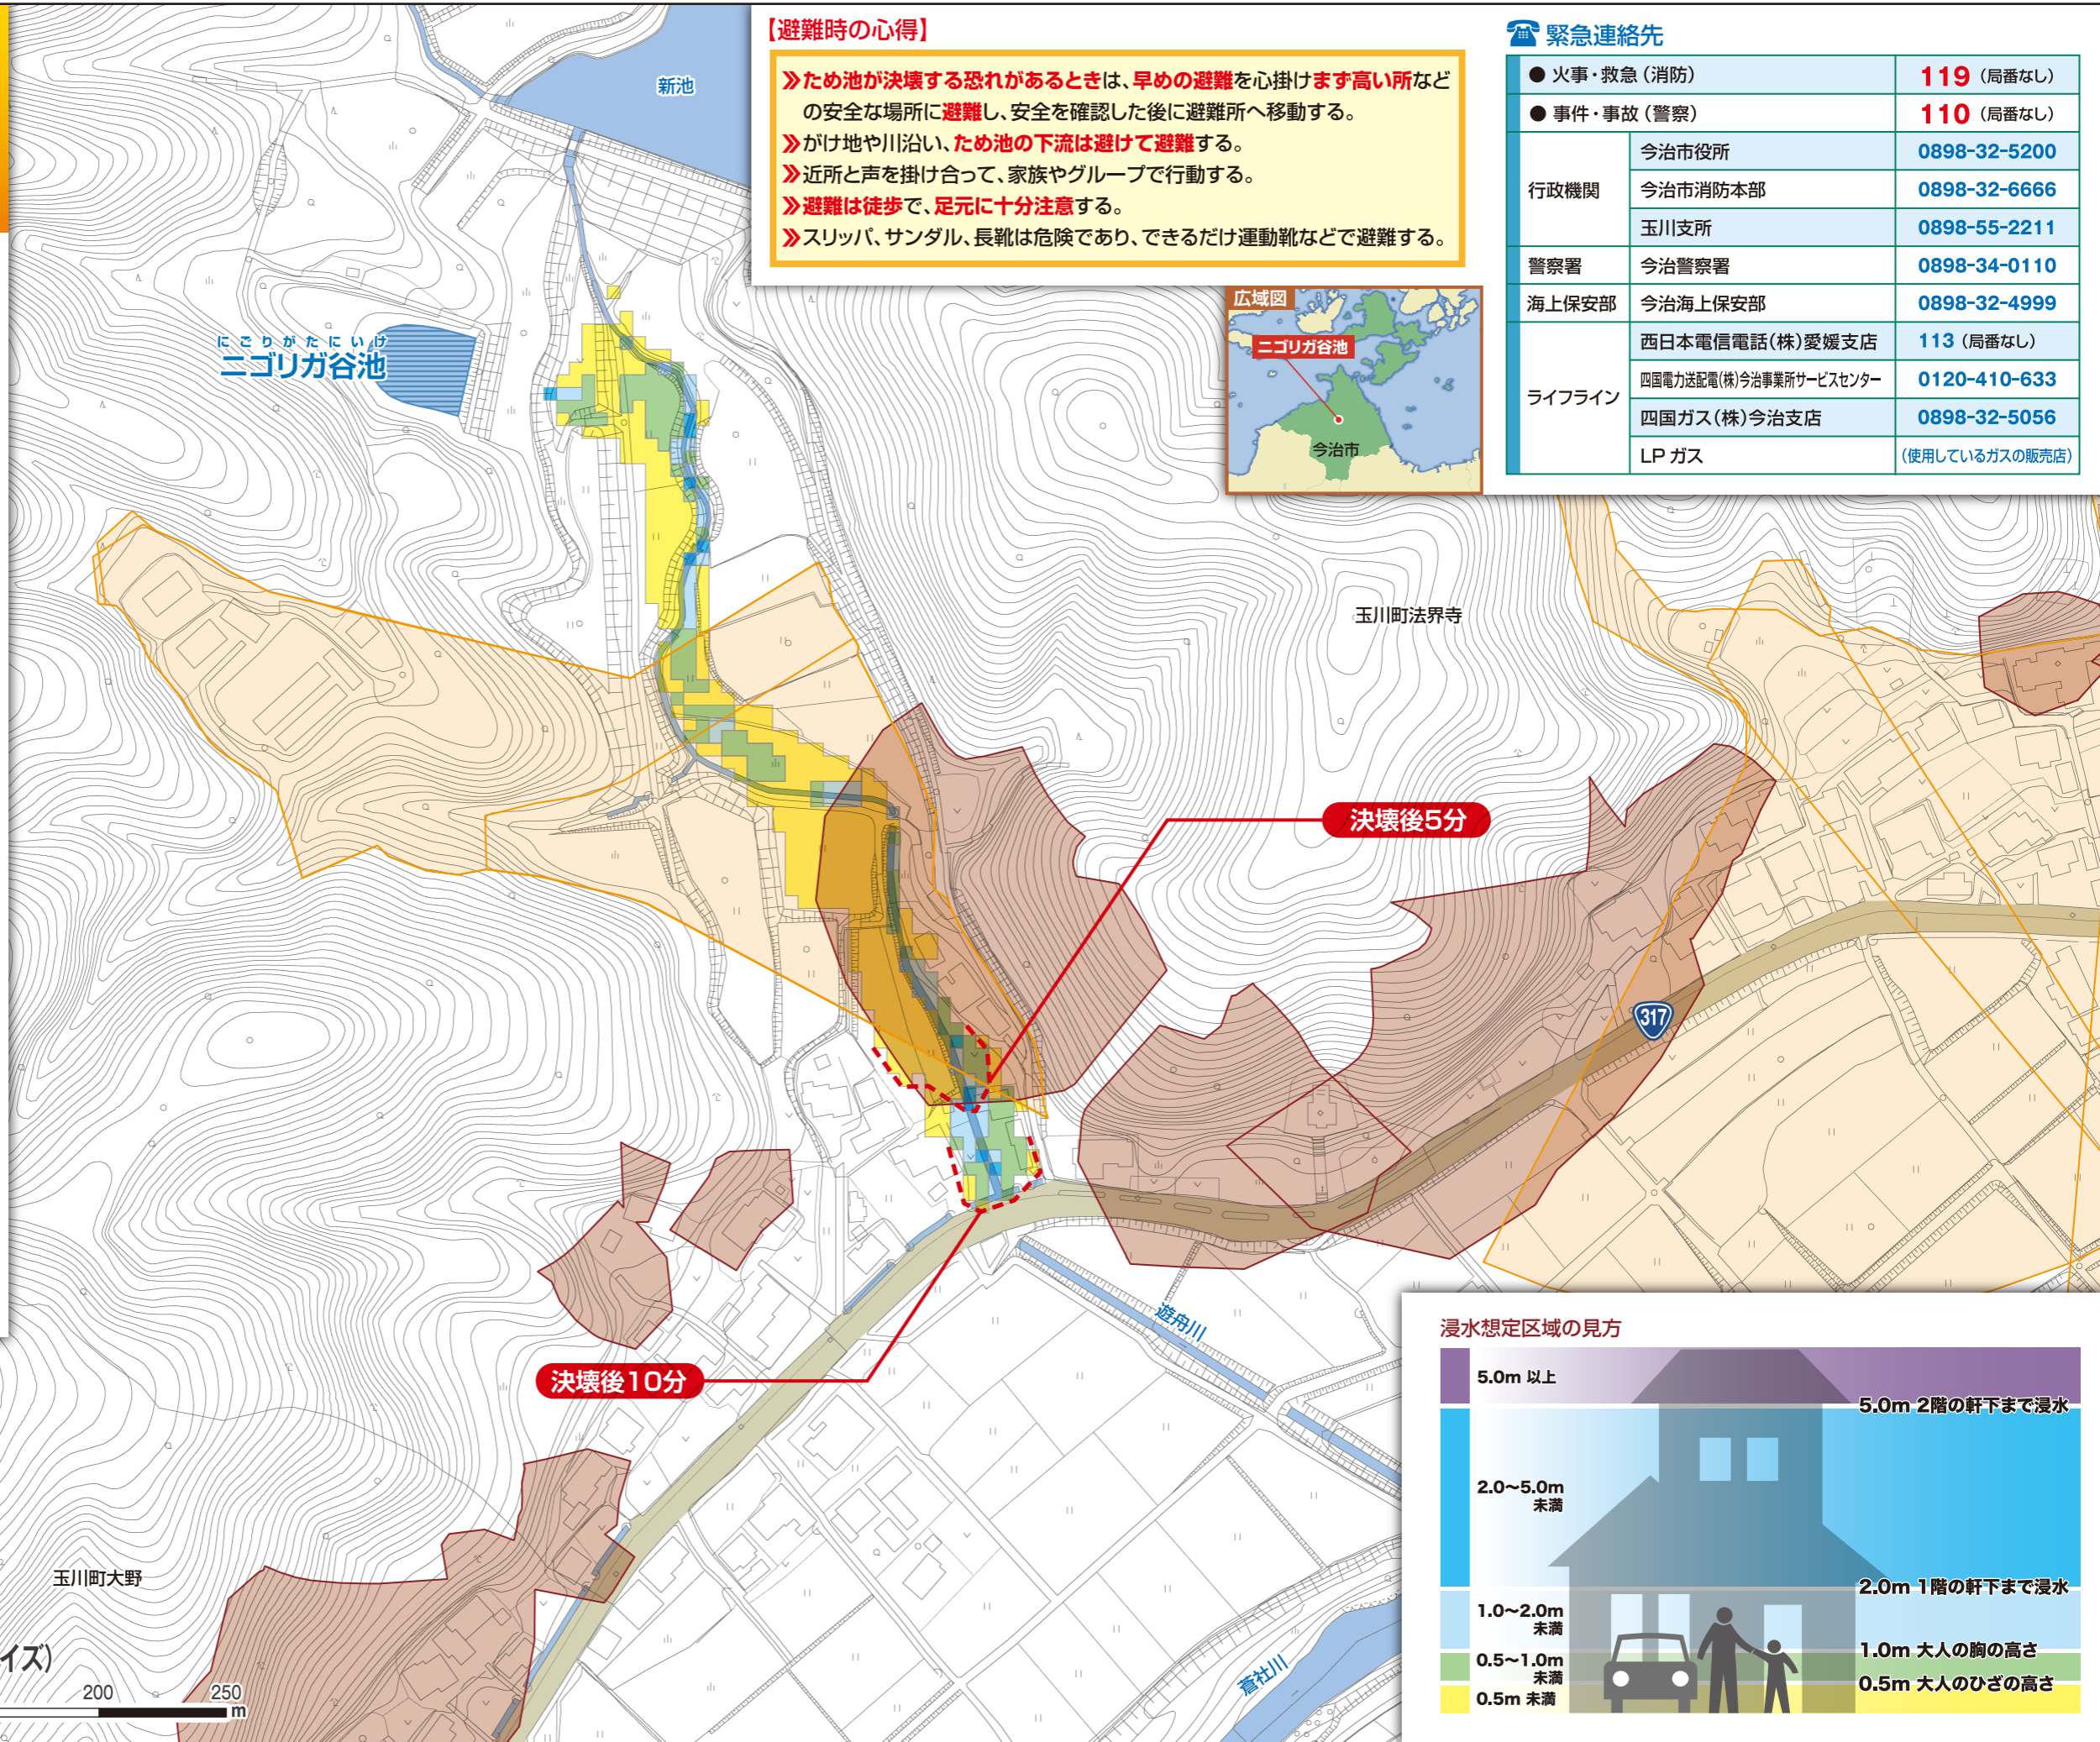 【避難時の心得】
≫ため池が決壊する恐れがあるときは、早めの避難を心掛けまず高い所など
の安全な場所に避難し、安全を確認した後に避難所へ移動する。
≫がけ地や川沿い、ため池の下流は避けて避難する。
≫近所と声を掛け合って、家族やグループで行動する。
≫避難は徒歩で、足元に十分注意する。
≫スリッパ、サンダル、長靴は危険であり、できるだけ運動靴などで避難する。
☎ 緊急連絡先
● 火事・救急（消防） 119（局番なし）
● 事件・事故（警察） 110（局番なし）
行政機関
今治市役所 0898-32-5200
今治市消防本部 0898-32-6666
玉川支所 0898-55-2211
警察署 今治警察署 0898-34-0110
海上保安部 今治海上保安部 0898-32-4999
ライフライン
西日本電信電話(株)愛媛支店 113（局番なし）
四国電力送配電(株)今治事業所サービスセンター 0120-410-633
四国ガス(株)今治支店 0898-32-5056
LP ガス （使用しているガスの販売店）
広域図
ニゴリガ谷池
今治市
新池
にごりがたにいけ
ニゴリガ谷池
玉川町法界寺
決壊後5分
317
決壊後10分
遊舟川
玉川町大野
蒼社川
イズ）
200
250
m
浸水想定区域の見方
5.0m 以上
5.0m 2階の軒下まで浸水
2.0〜5.0m
未満
2.0m 1階の軒下まで浸水
1.0〜2.0m
未満
1.0m 大人の胸の高さ
0.5〜1.0m
未満
0.5m 大人のひざの高さ
0.5m 未満